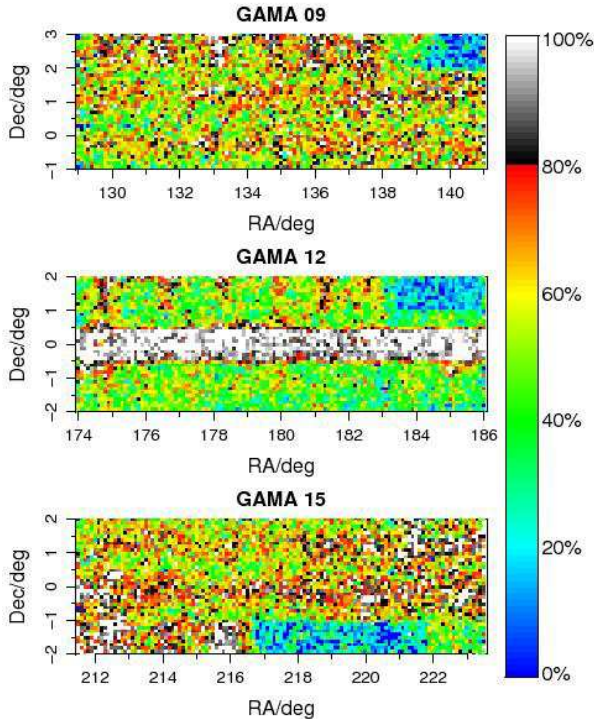 GAMA 09
Dec/deg
3
2
1
0
−1
130 132 134 136 138 140
RA/deg
GAMA 12
Dec/deg
2
1
0
−1
−2
174 176 178 180 182 184 186
RA/deg
GAMA 15
Dec/deg
2
1
0
−1
−2
212 214 216 218 220 222
RA/deg
100%
80%
60%
40%
20%
0%